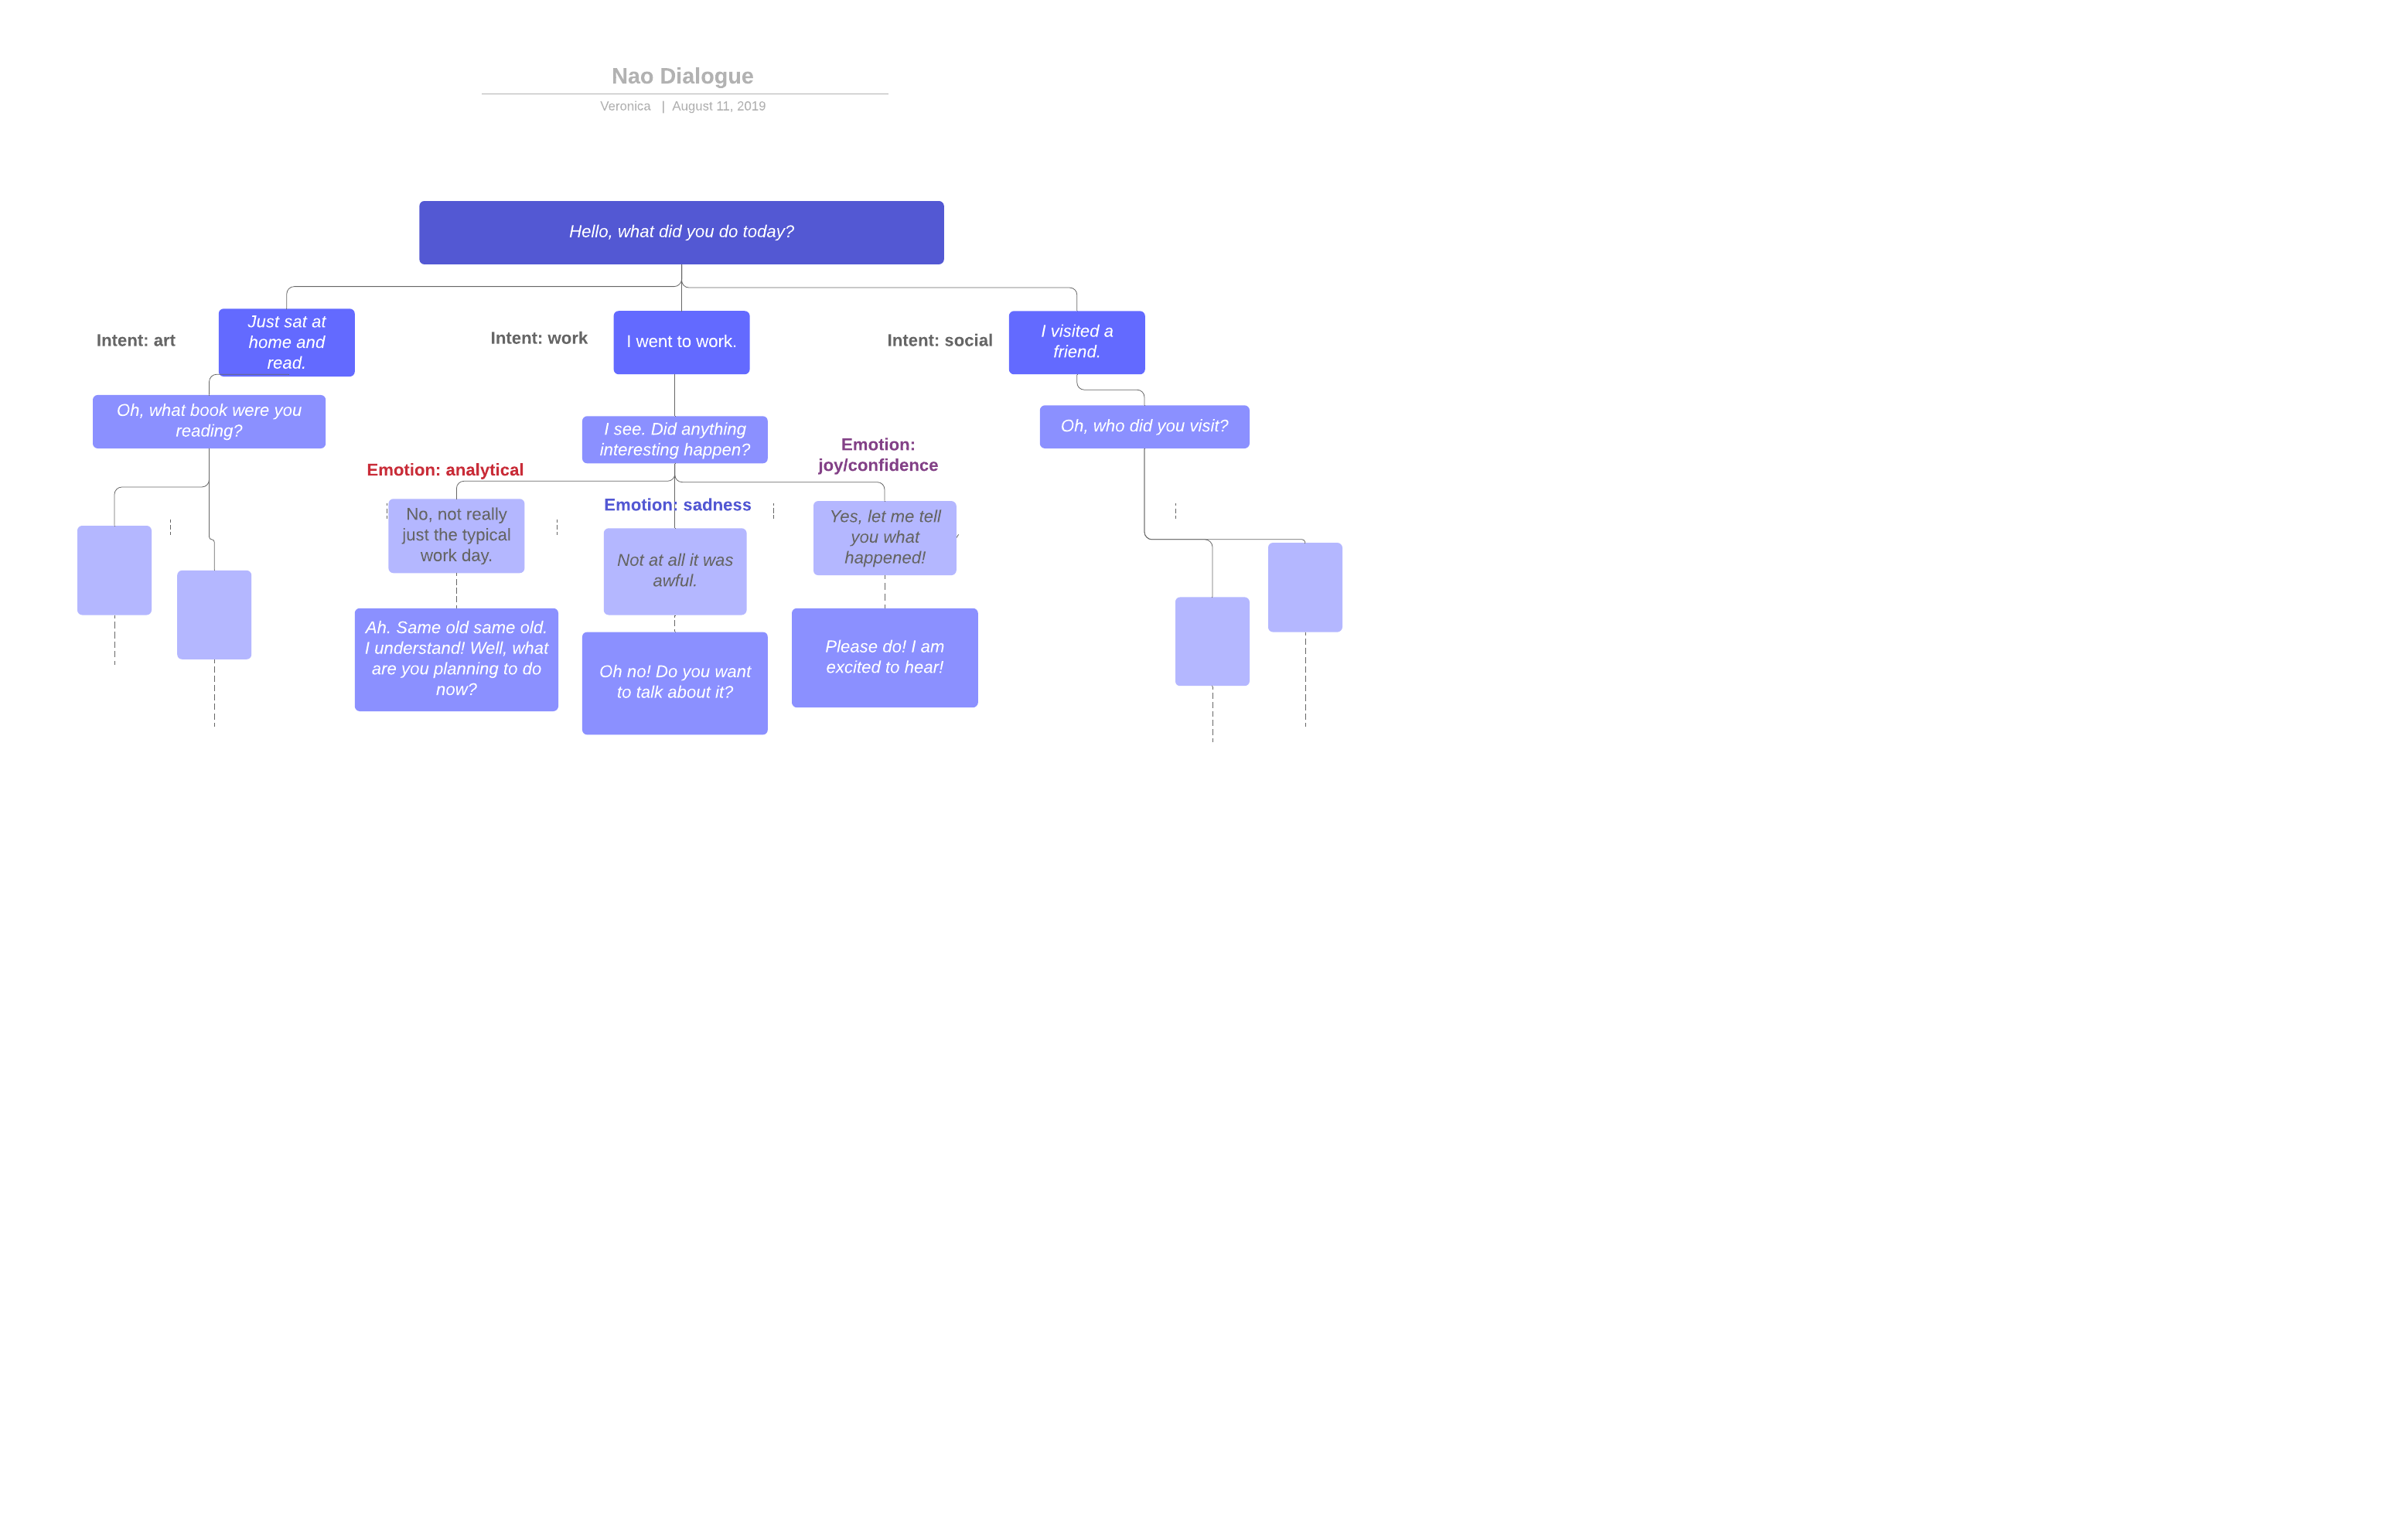 Nao Dialogue
Veronica | August 11, 2019
Hello, what did you do today?
Intent: art
Just sat at
home and
read.
Intent: work
I went to work.
Intent: social
I visited a
friend.
Oh, what book were you
reading?
I see. Did anything
interesting happen?
Oh, who did you visit?
Emotion: analytical
Emotion: sadness
Emotion:
joy/confidence
No, not really
just the typical
work day.
Not at all it was
awful.
Yes, let me tell
you what
happened!
Ah. Same old same old.
I understand! Well, what
are you planning to do
now?
Oh no! Do you want
to talk about it?
Please do! I am
excited to hear!